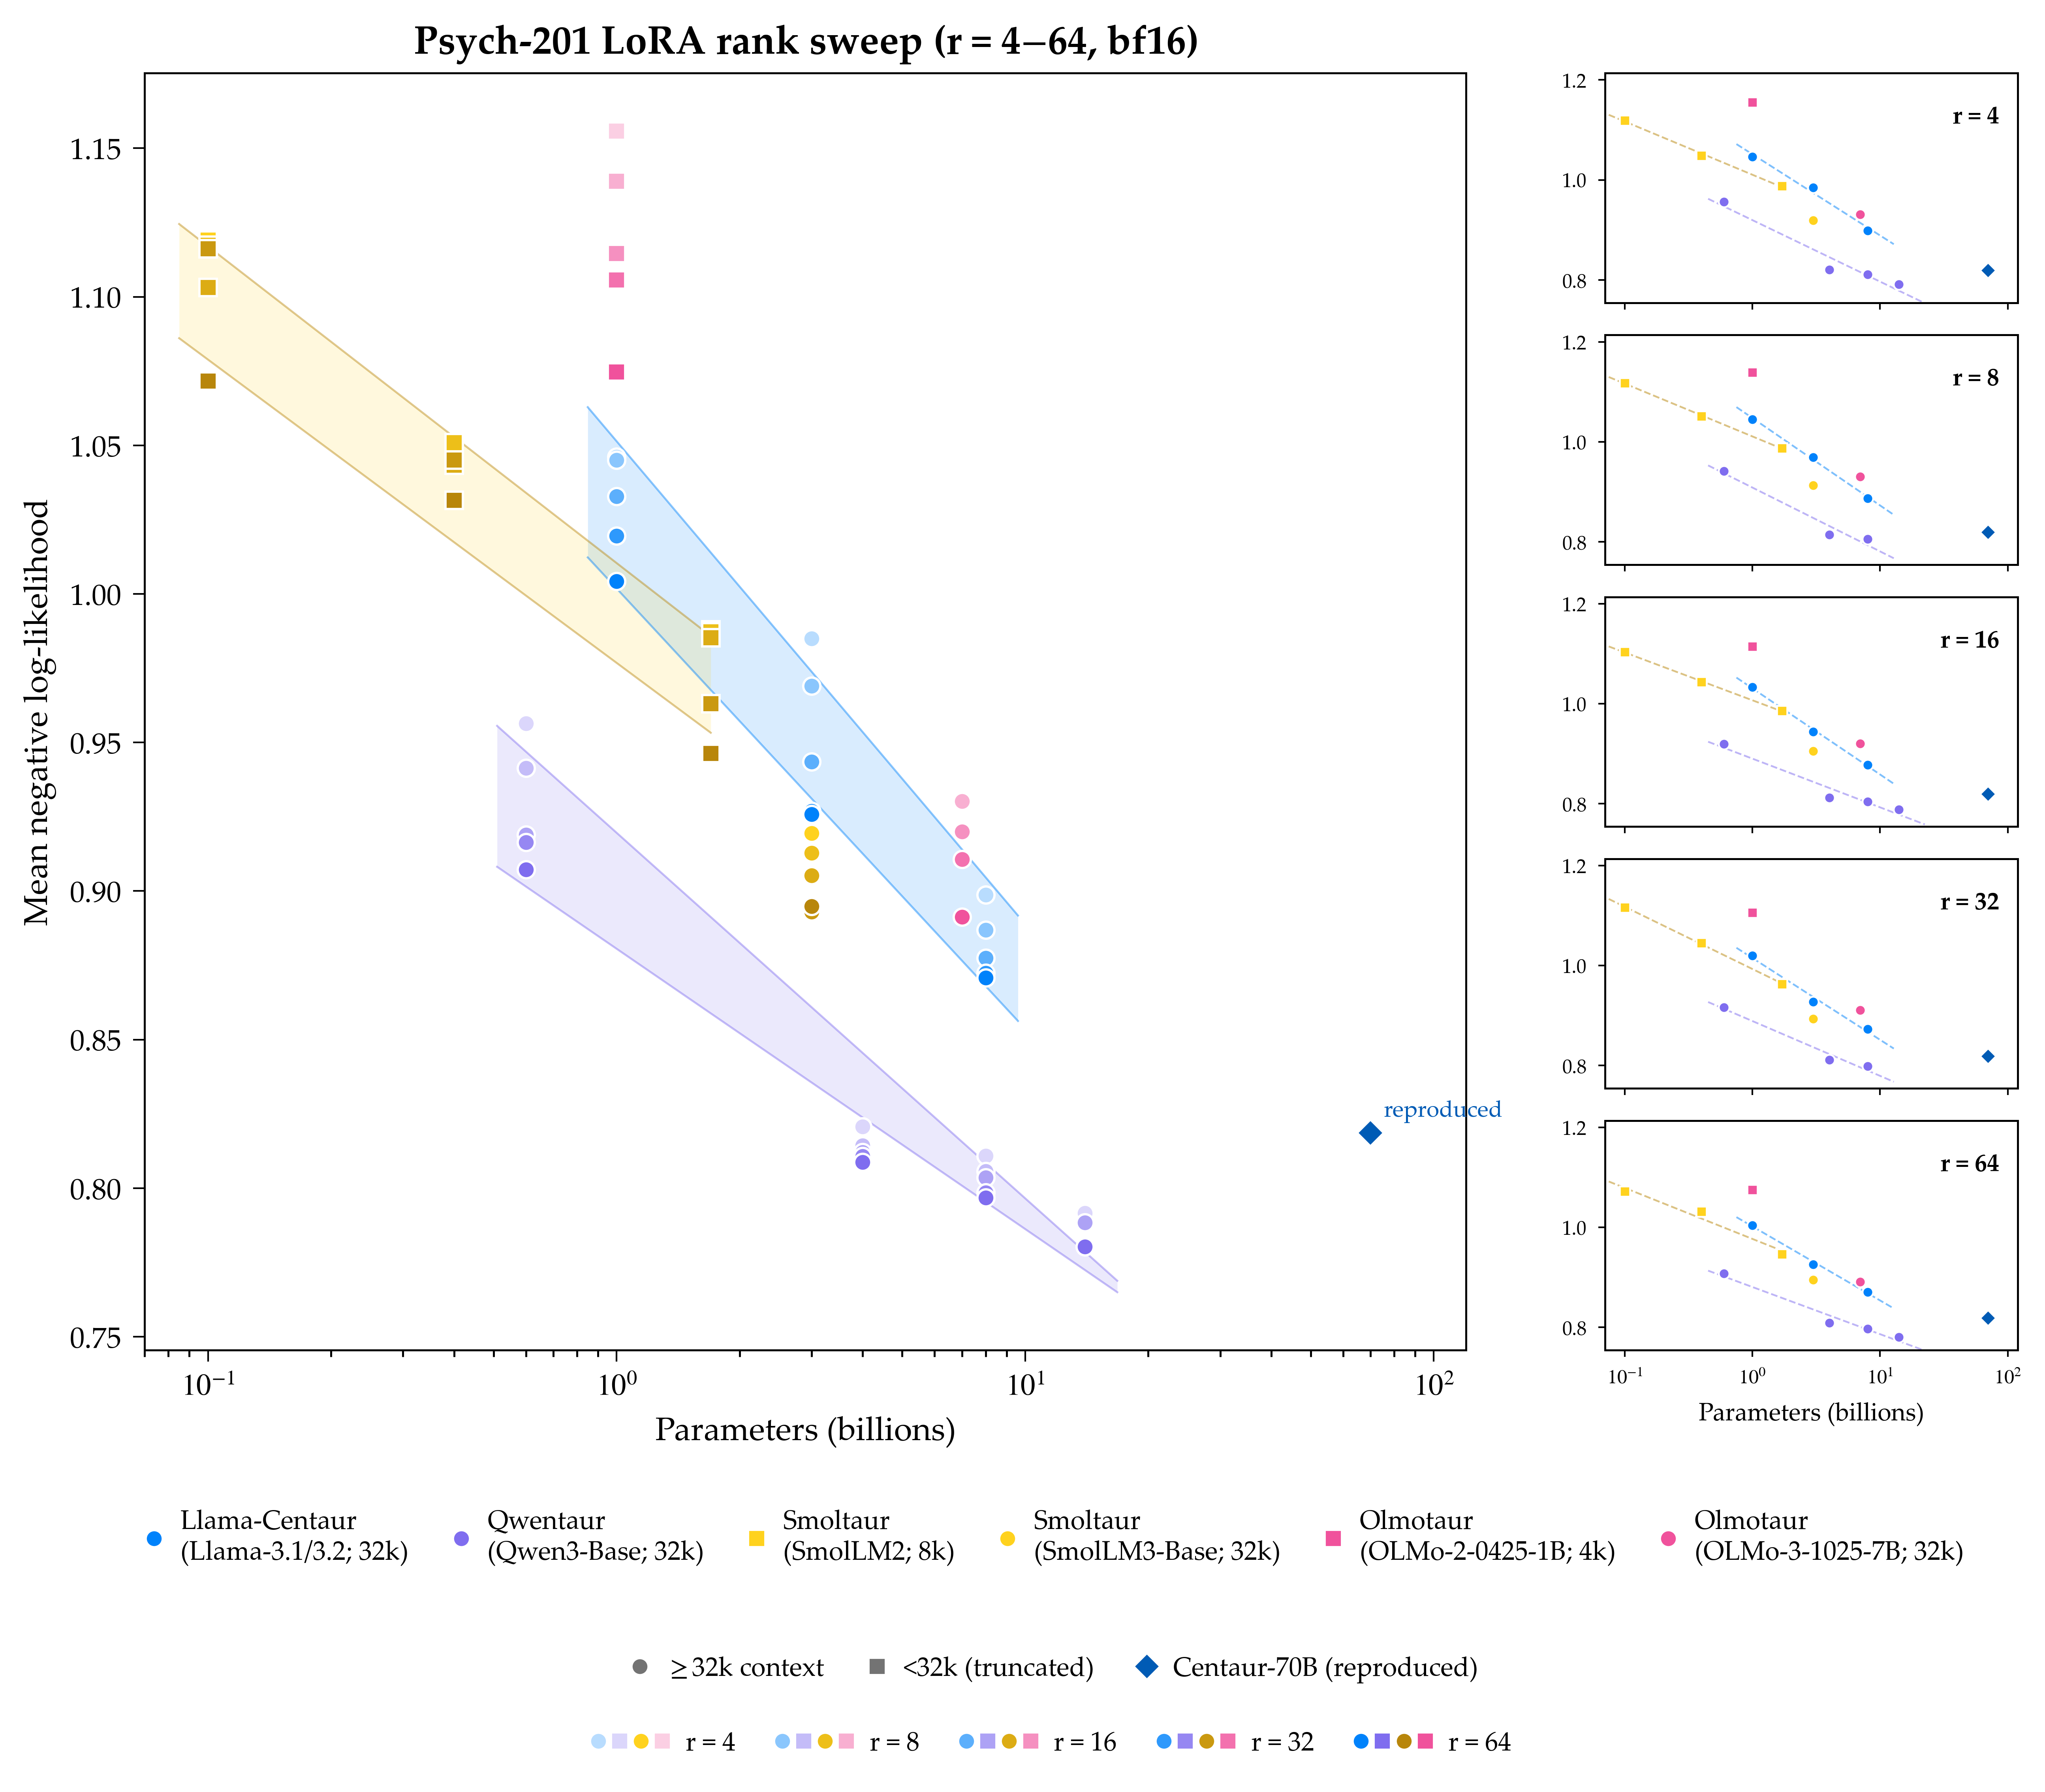 Psych-201 LoRA rank sweep (r = 4–64, bf16)
Mean negative log-likelihood
1.15
1.10
1.05
1.00
0.95
0.90
0.85
0.80
0.75
10⁻¹
10⁰
10¹
10²
Parameters (billions)
reproduced
1.2
1.0
0.8
r = 4
1.2
1.0
0.8
r = 8
1.2
1.0
0.8
r = 16
1.2
1.0
0.8
r = 32
1.2
1.0
0.8
r = 64
10⁻¹
10⁰
10¹
10²
Parameters (billions)
Llama-Centaur
(Llama-3.1/3.2; 32k)
Qwentaur
(Qwen3-Base; 32k)
Smoltaur
(SmolLM2; 8k)
Smoltaur
(SmolLM3-Base; 32k)
Olmotaur
(OLMo-2-0425-1B; 4k)
Olmotaur
(OLMo-3-1025-7B; 32k)
≥ 32k context
<32k (truncated)
Centaur-70B (reproduced)
r = 4
r = 8
r = 16
r = 32
r = 64